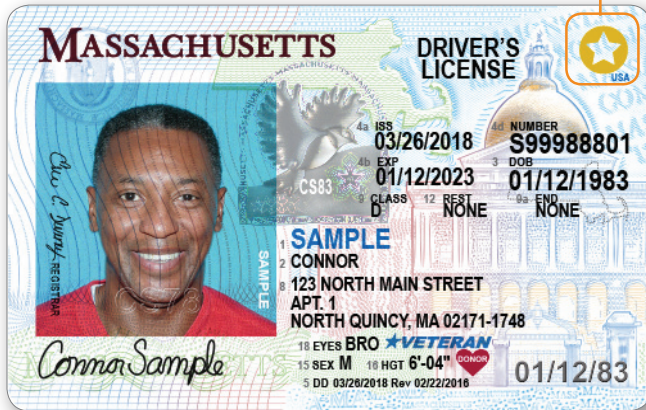 MASSACHUSETTS
DRIVER'S
LICENSE
USA
4a ISS
03/26/2018
4d NUMBER
S99988801
4b EXP
01/12/2023
3 DOB
01/12/1983
9 CLASS
D
12 REST
NONE
9a END
NONE
CS83
1 SAMPLE
2 CONNOR
8 123 NORTH MAIN STREET
APT. 1
NORTH QUINCY, MA 02171-1748
18 EYES BRO
VETERAN
15 SEX M
16 HGT 6'-04"
DONOR
5 DD 03/26/2018 Rev 02/22/2016
01/12/83
REGISTRAR
SAMPLE
Connor Sample